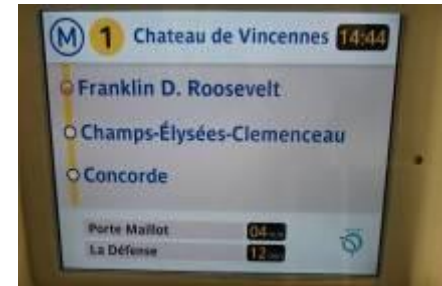 M 1 Chateau de Vincennes 14:44
Franklin D. Roosevelt
Champs-Élysées-Clemenceau
Concorde
Porte Maillot 04
La Défense 12